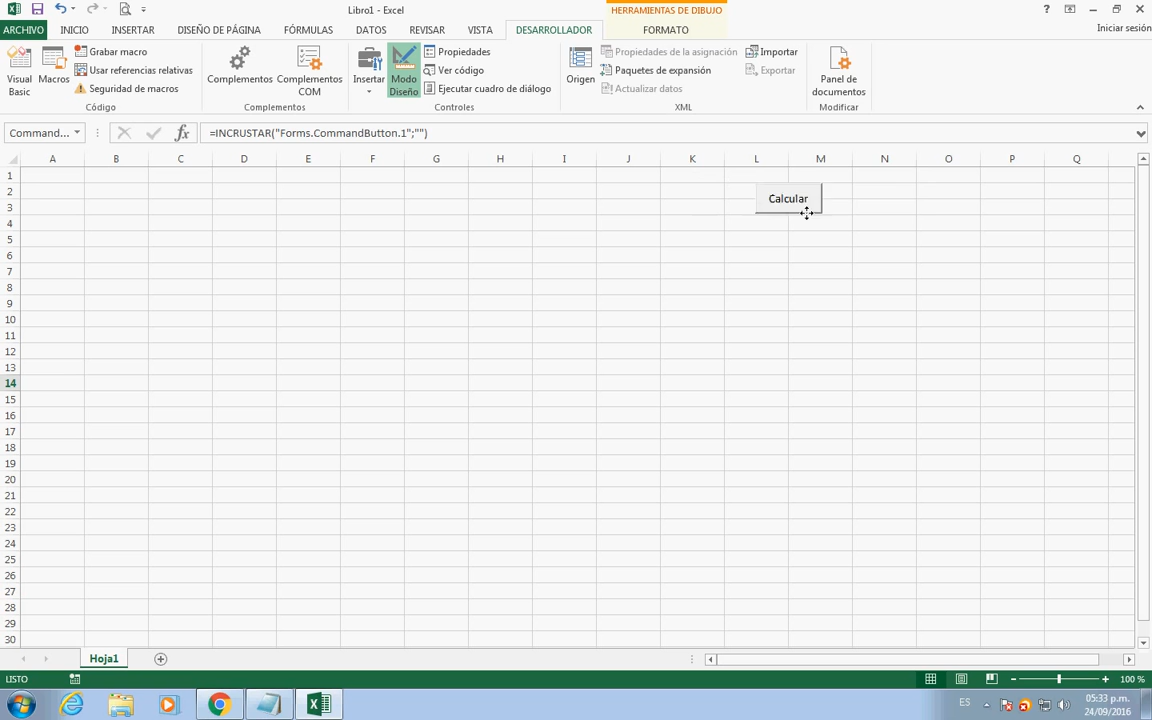 Libro1 - Excel
HERRAMIENTAS DE DIBUJO
?
ARCHIVO INICIO INSERTAR DISEÑO DE PÁGINA FÓRMULAS DATOS REVISAR VISTA DESARROLLADOR FORMATO Iniciar sesión
Visual Basic
Macros
Grabar macro
Usar referencias relativas
Seguridad de macros
Código
Complementos
Complementos COM
Complementos
Insertar
Modo Diseño
Propiedades
Ver código
Ejecutar cuadro de diálogo
Controles
Origen
Propiedades de la asignación
Paquetes de expansión
Actualizar datos
Importar
Exportar
XML
Panel de documentos
Modificar
Command... fx =INCRUSTAR("Forms.CommandButton.1";"")
A B C D E F G H I J K L M N O P Q
1
2
3
4
5
6
7
8
9
10
11
12
13
14
15
16
17
18
19
20
21
22
23
24
25
26
27
28
29
30
Calcular
Hoja1
LISTO 100 %
ES 05:33 p.m.
24/09/2016